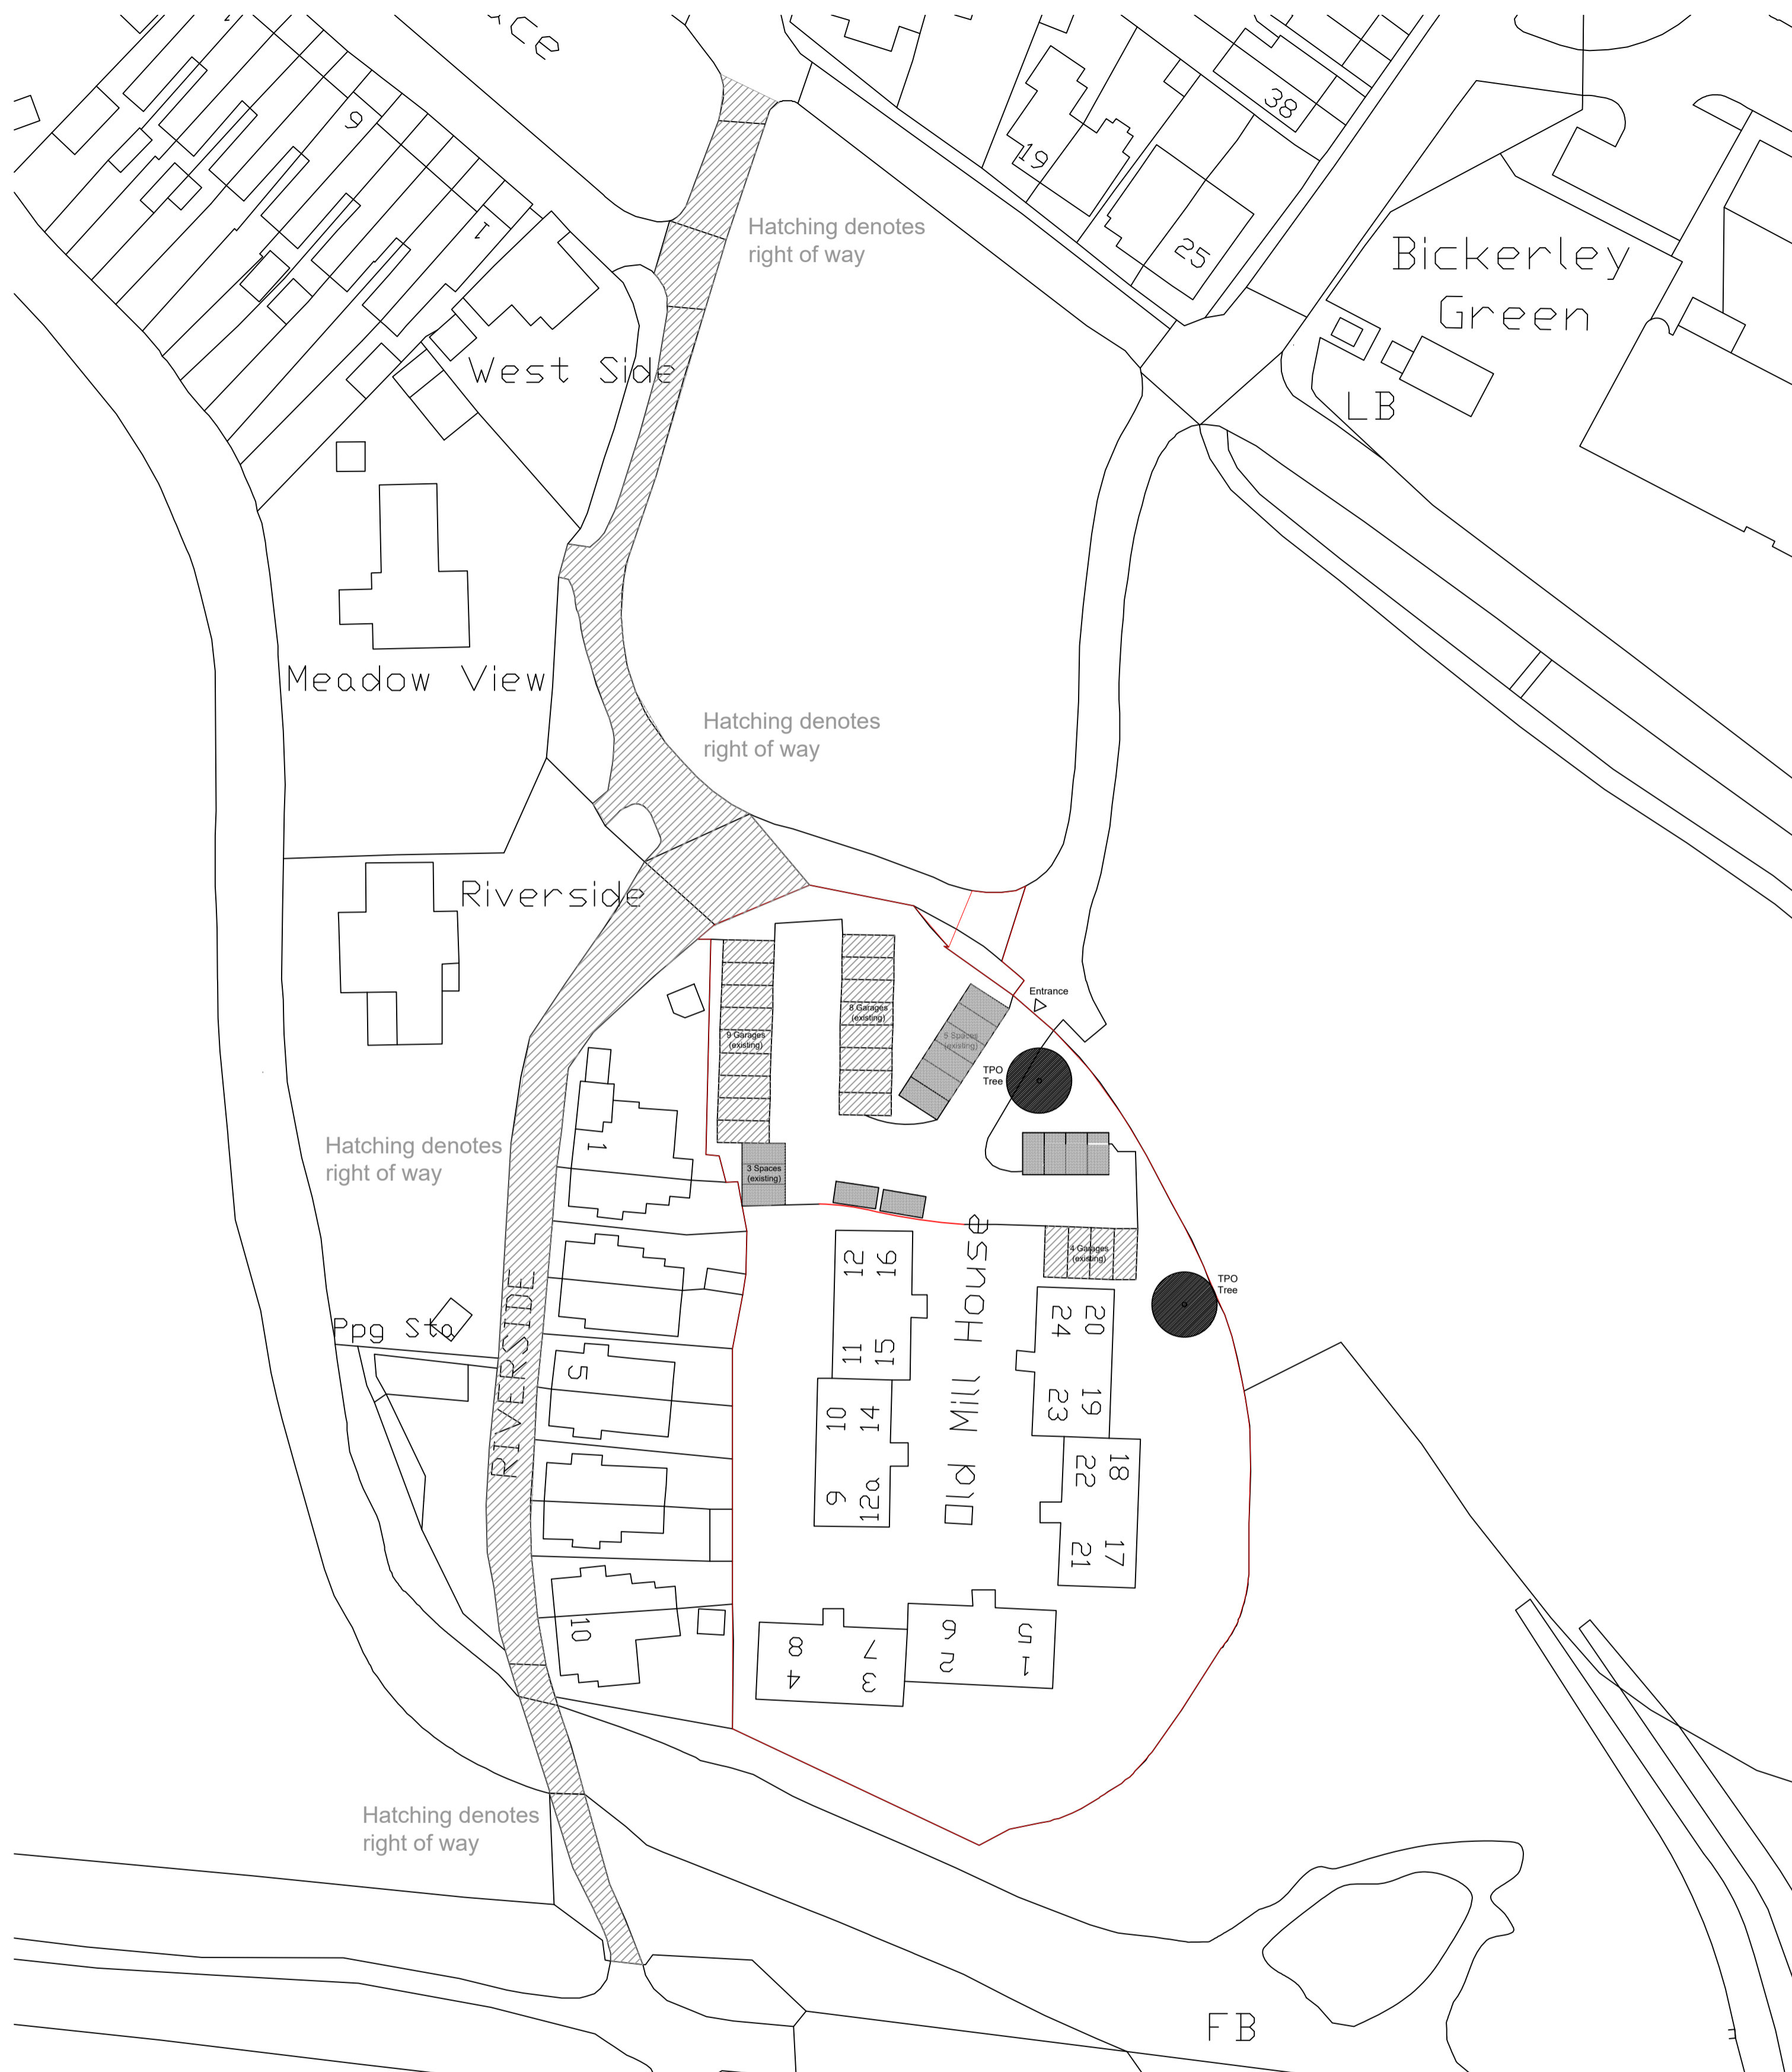 ace
7
6
1
38
19
25
Hatching denotes
right of way
Bickerley
Green
West Side
LB
Meadow View
Hatching denotes
right of way
Riverside
Entrance
8 Garages
(existing)
9 Garages
(existing)
TPO
Tree
Hatching denotes
right of way
1
3 Spaces
(existing)
4 Garages
(existing)
TPO
Tree
Ppg Sta
RIVERSIDE
5
10
Old Mill House
12 16
11 15
10 14
9 12a
24 20
23 19
22 18
21 17
8 7
4 3
6 5
2 1
Hatching denotes
right of way
FB